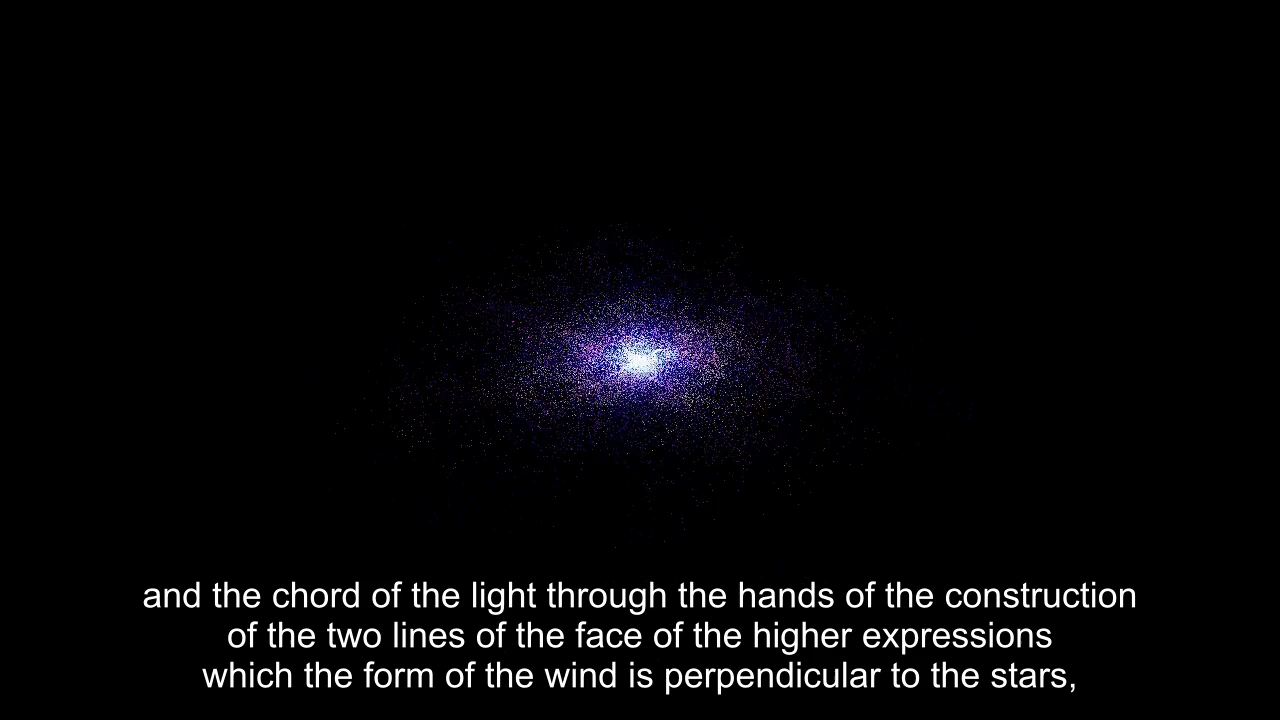 and the chord of the light through the hands of the construction
of the two lines of the face of the higher expressions
which the form of the wind is perpendicular to the stars,